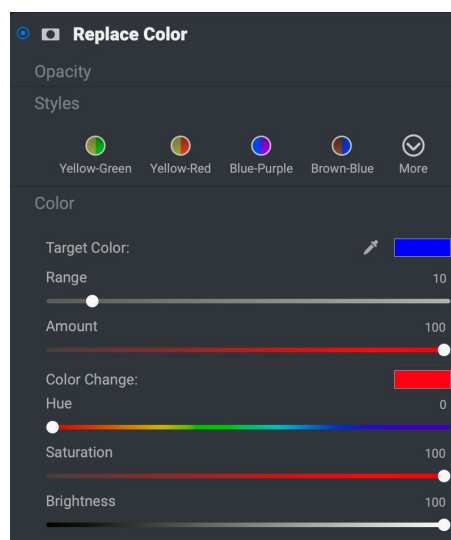 Replace Color
Opacity
Styles
Yellow-Green Yellow-Red Blue-Purple Brown-Blue More
Color
Target Color:
Range 10
Amount 100
Color Change:
Hue 0
Saturation 100
Brightness 100